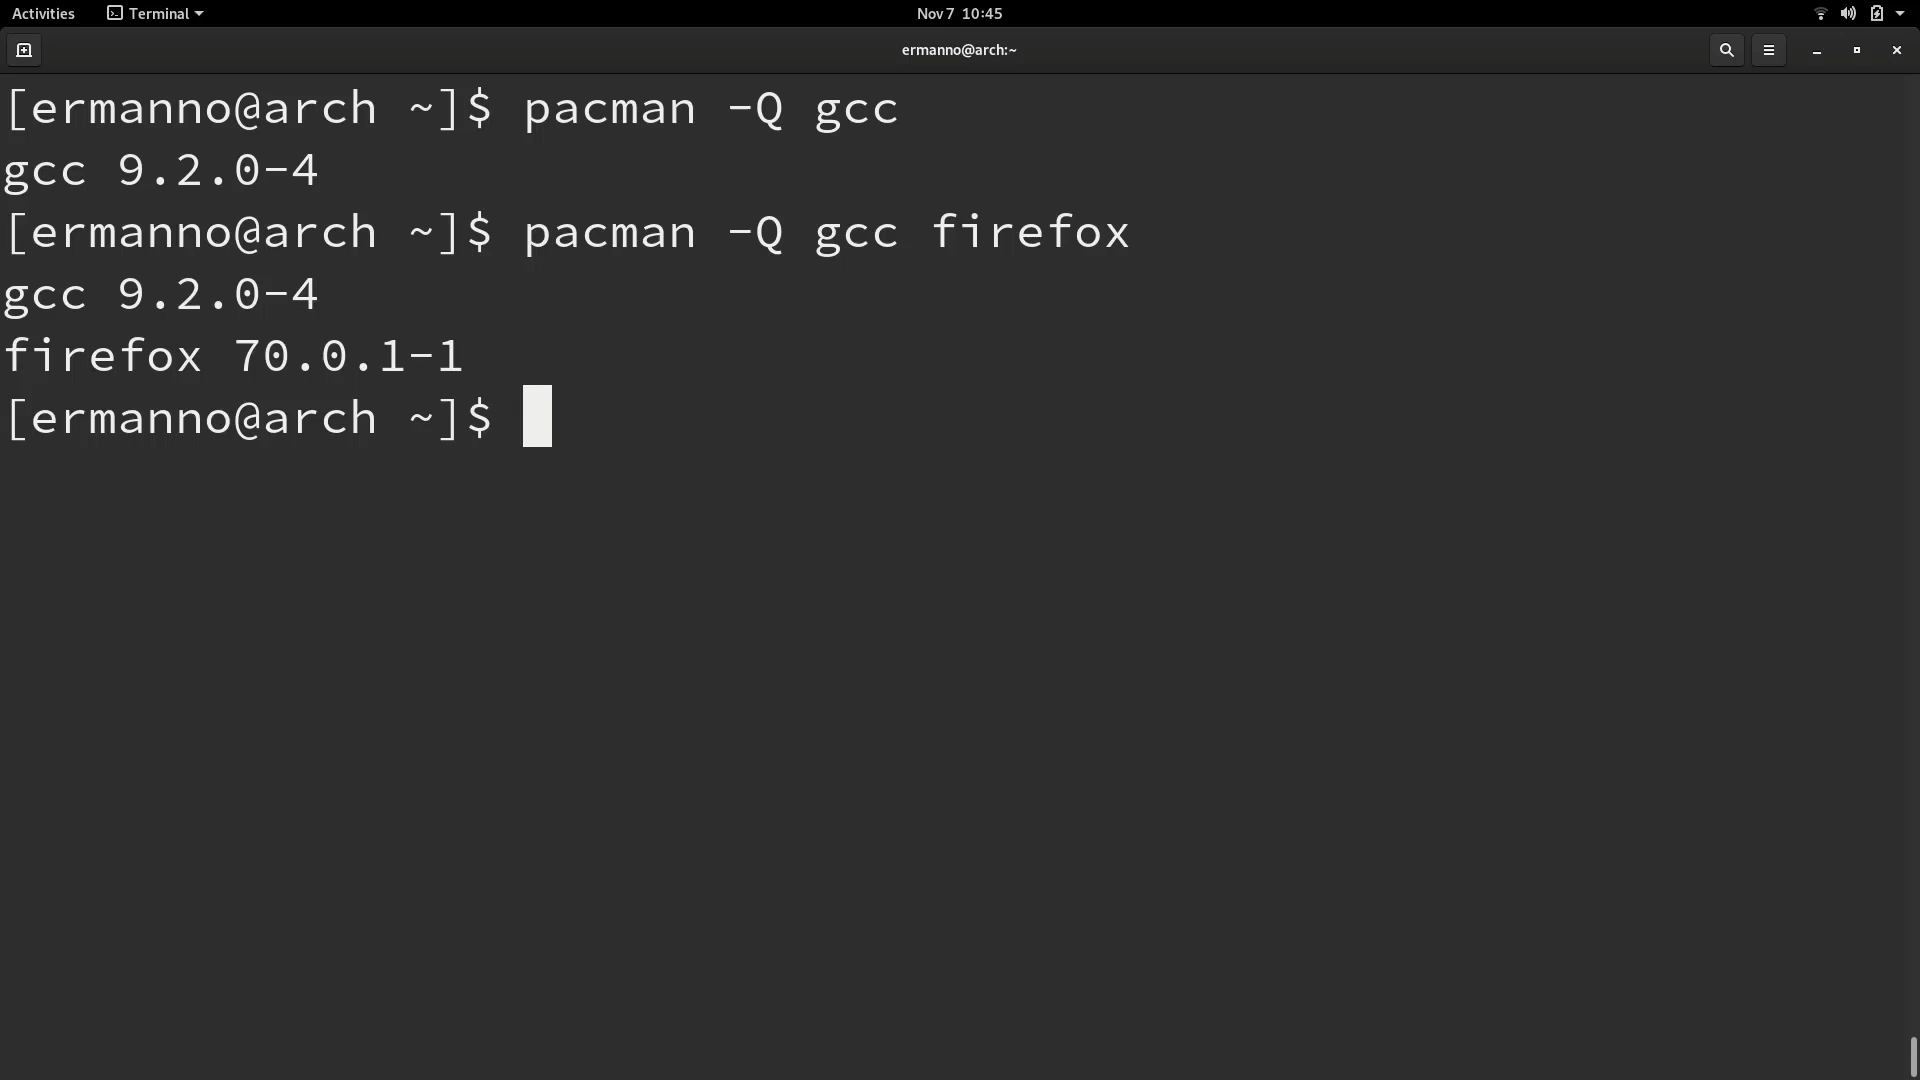 Activities Terminal Nov 7 10:45
ermanno@arch:~
[ermanno@arch ~]$ pacman -Q gcc
gcc 9.2.0-4
[ermanno@arch ~]$ pacman -Q gcc firefox
gcc 9.2.0-4
firefox 70.0.1-1
[ermanno@arch ~]$